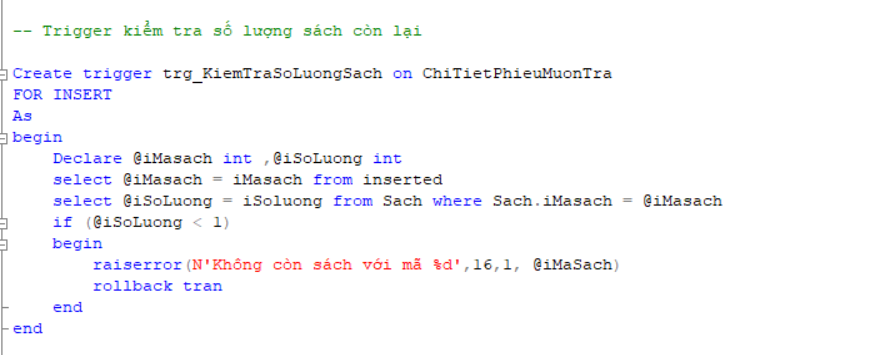 -- Trigger kiểm tra số lượng sách còn lại
Create trigger trg_KiemTraSoLuongSach on ChiTietPhieuMuonTra
FOR INSERT
As
begin
Declare @iMasach int ,@iSoLuong int
select @iMasach = iMasach from inserted
select @iSoLuong = iSoluong from Sach where Sach.iMasach = @iMasach
if (@iSoLuong < 1)
begin
raiserror(N'Không còn sách với mã %d',16,1, @iMaSach)
rollback tran
end
end